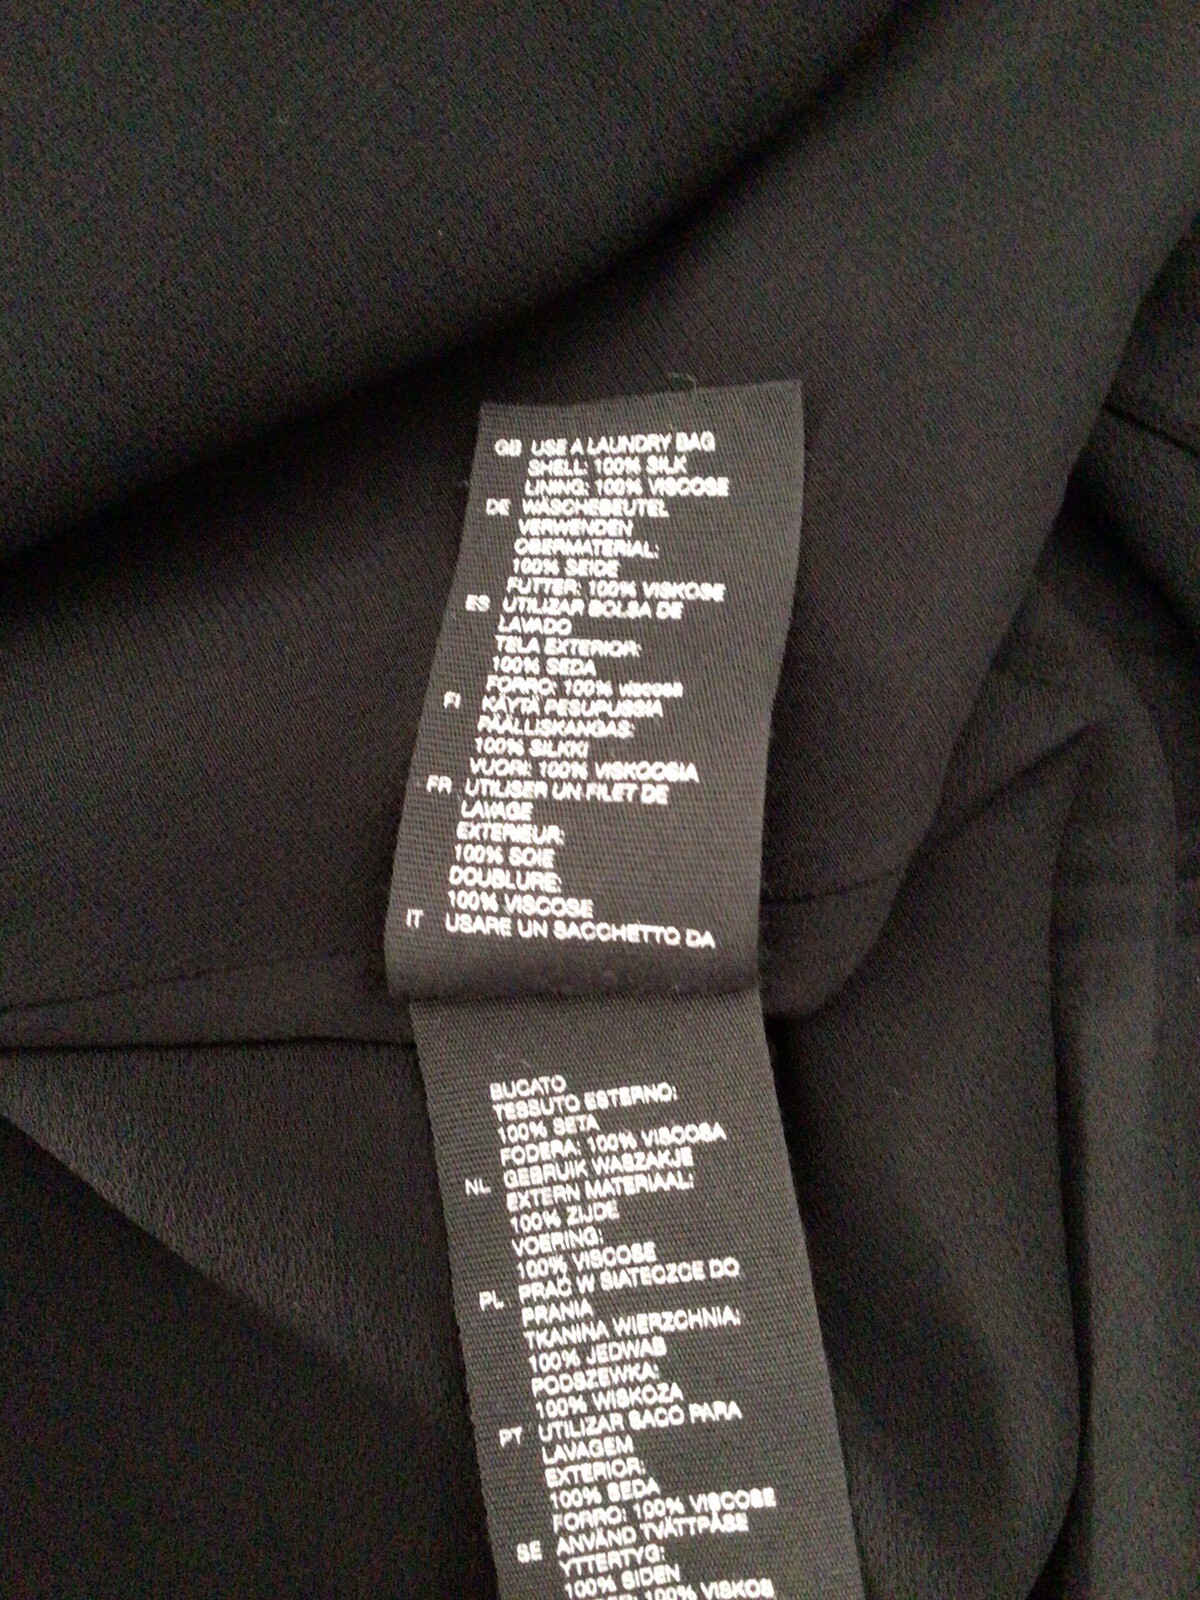 GB USE A LAUNDRY BAG
SHELL: 100% SILK
LINING: 100% VISCOSE
DE WÄSCHEBEUTEL
VERWENDEN
OBERMATERIAL:
100% SEIDE
FUTTER: 100% VISKOSE
ES UTILIZAR BOLSA DE
LAVADO
TELA EXTERIOR:
100% SEDA
FORRO: 100% viscosa
FI KÄYTÄ PESUPUSSIA
PÄÄLLISKANGAS:
100% SILKKI
VUORI: 100% VISKOOSIA
FR UTILISER UN FILET DE
LAVAGE
EXTERIEUR:
100% SOIE
DOUBLURE:
100% VISCOSE
IT USARE UN SACCHETTO DA
BUCATO
TESSUTO ESTERNO:
100% SETA
FODERA: 100% VISCOSA
NL GEBRUIK WASZAKJE
EXTERN MATERIAAL:
100% ZIJDE
VOERING:
100% VISCOSE
PL PRAĆ W SIATECZCE DO
PRANIA
TKANINA WIERZCHNIA:
100% JEDWAB
PODSZEWKA:
100% WISKOZA
PT UTILIZAR SACO PARA
LAVAGEM
EXTERIOR:
100% SEDA
FORRO: 100% VISCOSE
SE ANVÄND TVÄTTPÅSE
YTTERTYG:
100% SIDEN
100% VISKOS